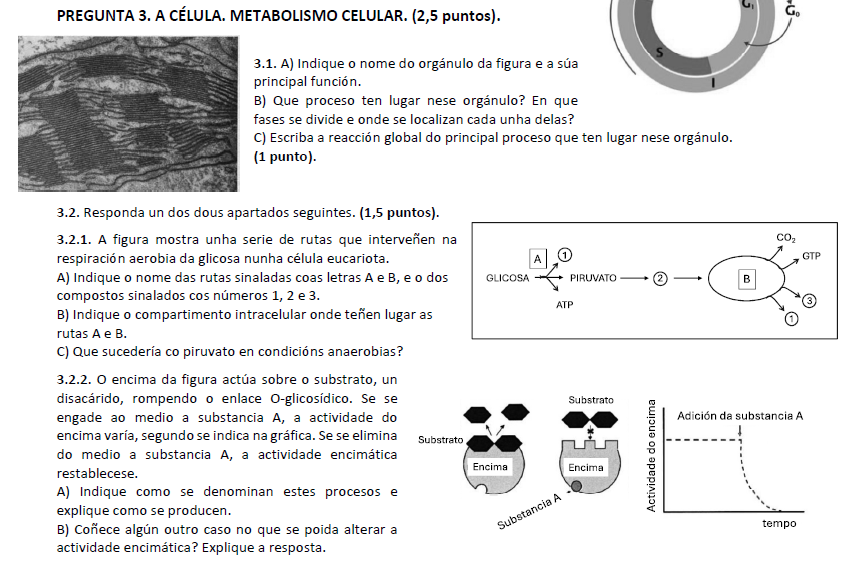 PREGUNTA 3. A CÉLULA. METABOLISMO CELULAR. (2,5 puntos).
G₁
G₀
S
I
3.1. A) Indique o nome do orgánulo da figura e a súa
principal función.
B) Que proceso ten lugar nese orgánulo? En que
fases se divide e onde se localizan cada unha delas?
C) Escriba a reacción global do principal proceso que ten lugar nese orgánulo.
(1 punto).
3.2. Responda un dos dous apartados seguintes. (1,5 puntos).
3.2.1. A figura mostra unha serie de rutas que interveñen na
respiración aerobia da glicosa nunha célula eucariota.
A) Indique o nome das rutas sinaladas coas letras A e B, e o dos
compostos sinalados cos números 1, 2 e 3.
B) Indique o compartimento intracelular onde teñen lugar as
rutas A e B.
C) Que sucedería co piruvato en condicións anaerobias?
A 1
GLICOSA PIRUVATO 2 B
ATP
CO₂
GTP
3
1
3.2.2. O encima da figura actúa sobre o substrato, un
disacárido, rompendo o enlace O-glicosídico. Se se
engade ao medio a substancia A, a actividade do
encima varía, segundo se indica na gráfica. Se se elimina
do medio a substancia A, a actividade encimática
restablecese.
A) Indique como se denominan estes procesos e
explique como se producen.
B) Coñece algún outro caso no que se poida alterar a
actividade encimática? Explique a resposta.
Substrato
Encima
Substrato
Encima
Substancia A
Actividade do encima
Adición da substancia A
tempo